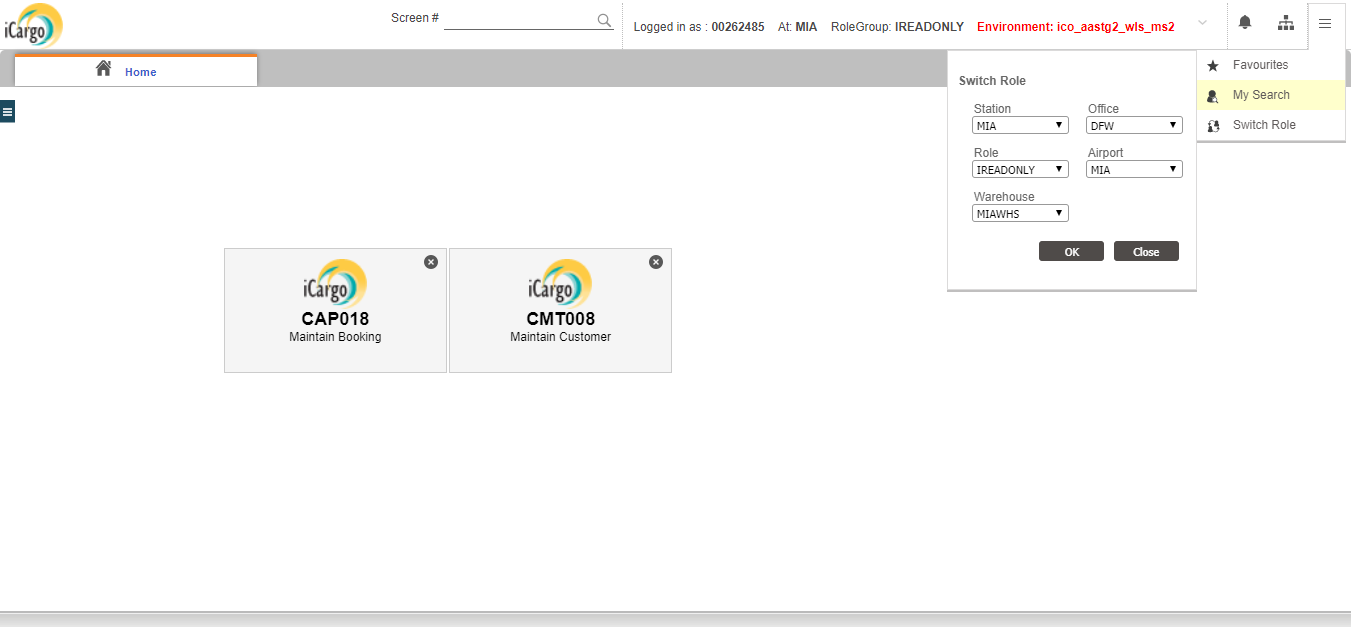 iCargo
Screen #
Logged in as : 00262485 At: MIA RoleGroup: IREADONLY Environment: ico_aastg2_wls_ms2
Home
Favourites
My Search
Switch Role
Switch Role
Station Office
MIA DFW
Role Airport
IREADONLY MIA
Warehouse
MIAWHS
OK Close
iCargo
CAP018
Maintain Booking
iCargo
CMT008
Maintain Customer